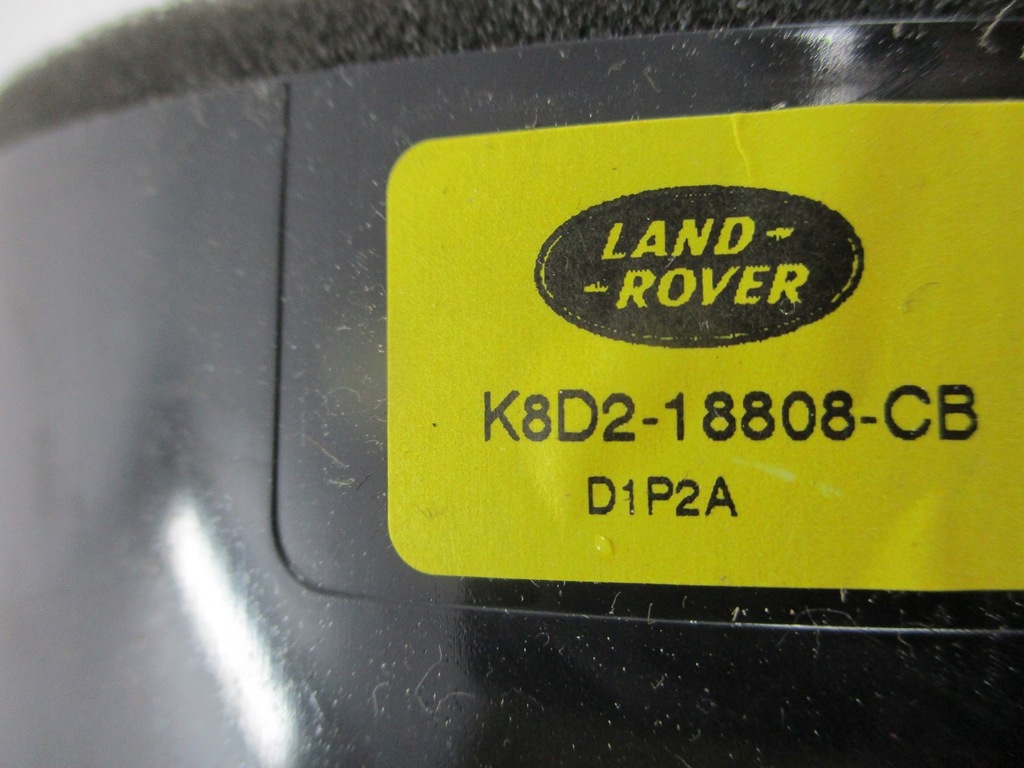 LAND-
-ROVER
K8D2-18808-CB
D1P2A